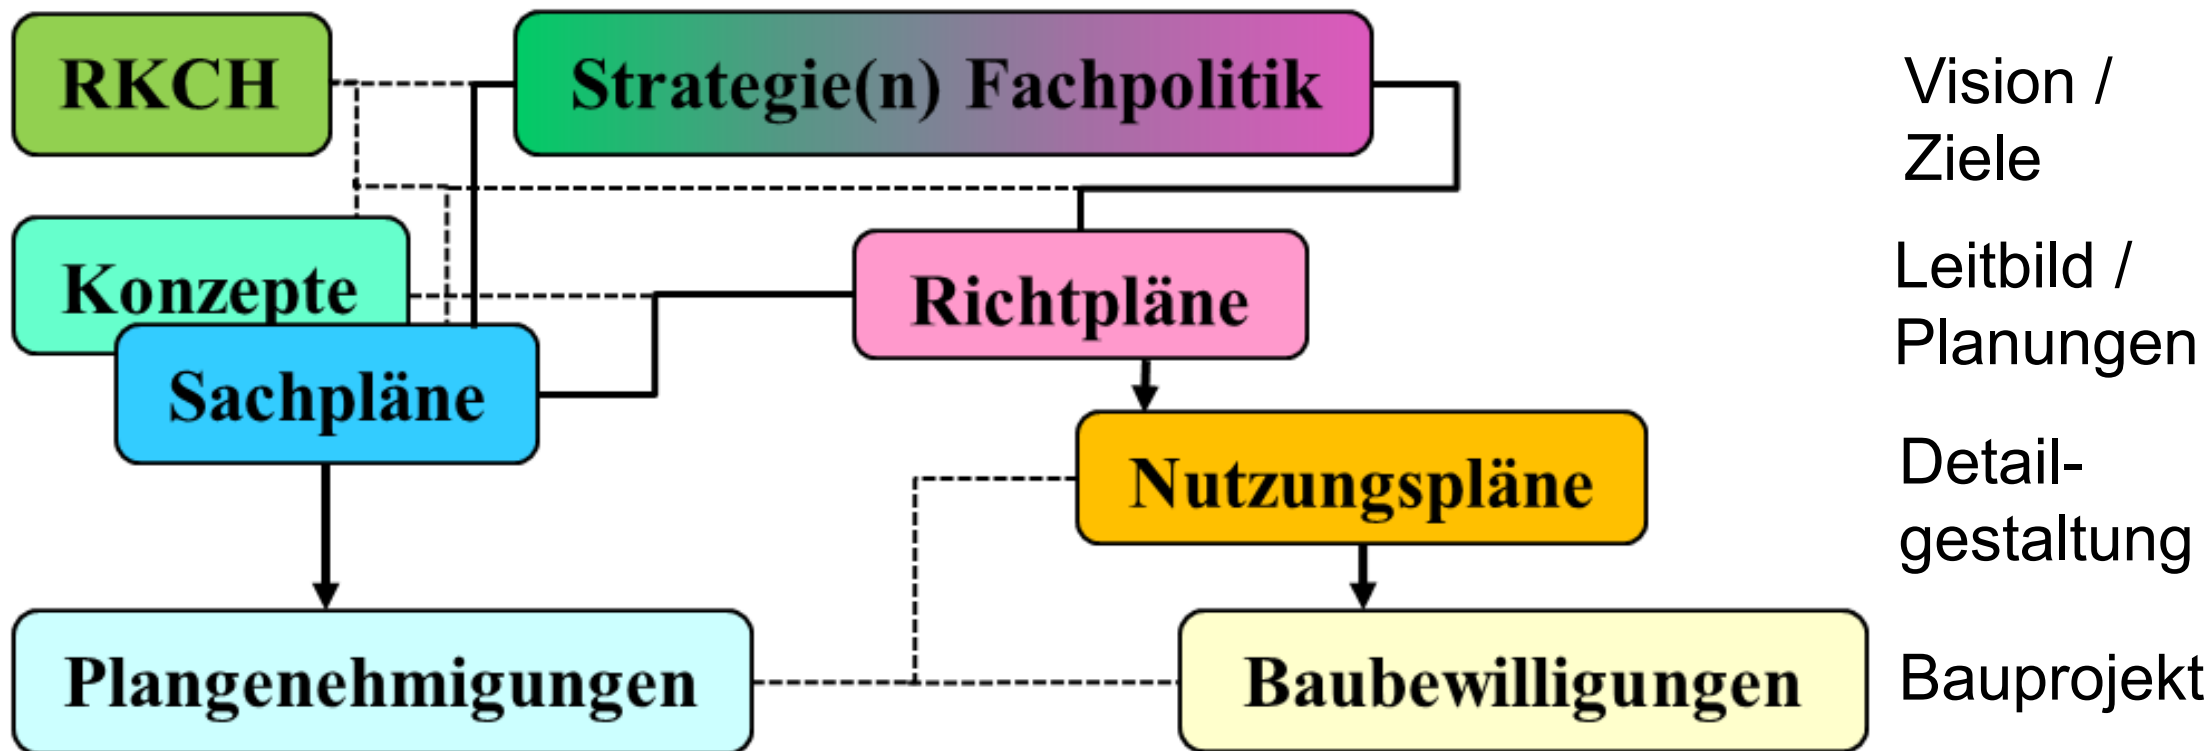 RKCH
Strategie(n) Fachpolitik
Vision /
Ziele
Konzepte
Richtpläne
Leitbild /
Planungen
Sachpläne
Nutzungspläne
Detail-
gestaltung
Plangenehmigungen
Baubewilligungen
Bauprojekt